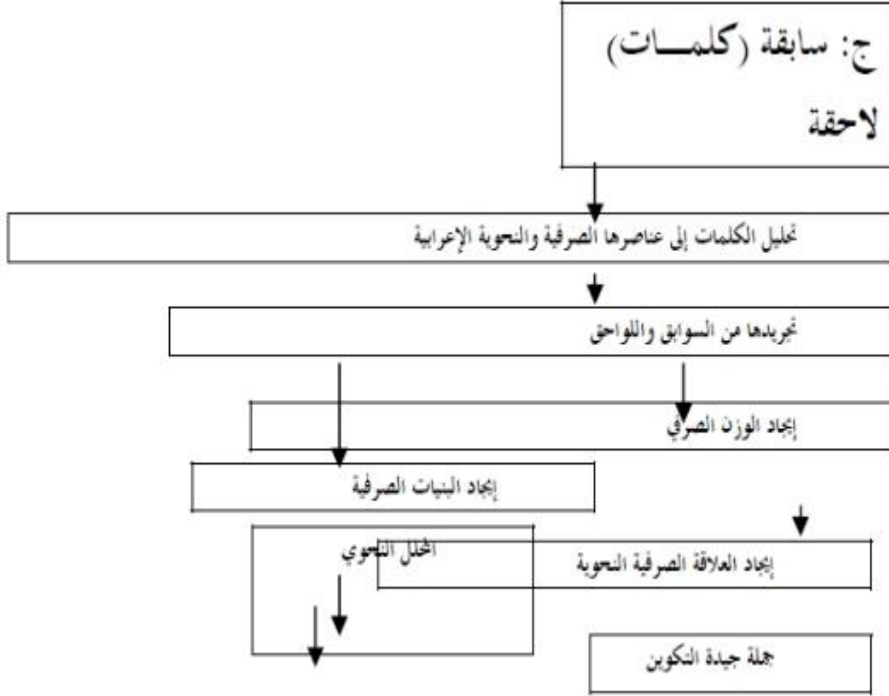 ج: سابقة (كلمـــات)
لاحقة
تحليل الكلمات إلى عناصرها الصرفية والنحوية الإعرابية
تجريدها من السوابق واللواحق
إيجاد الوزن الصرفي
إيجاد البنيات الصرفية
المحلل النحوي
إيجاد العلاقة الصرفية النحوية
جملة جيدة التكوين